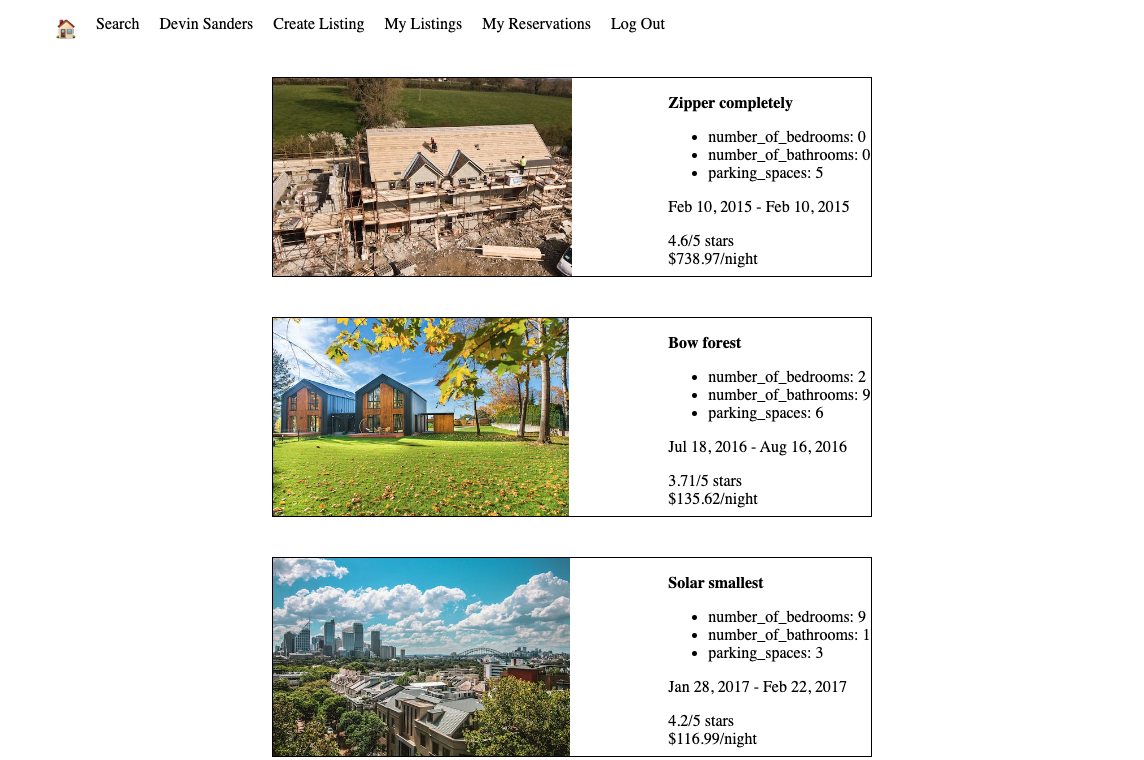 Search Devin Sanders Create Listing My Listings My Reservations Log Out
Zipper completely
number_of_bedrooms: 0
number_of_bathrooms: 0
parking_spaces: 5
Feb 10, 2015 - Feb 10, 2015
4.6/5 stars
$738.97/night
Bow forest
number_of_bedrooms: 2
number_of_bathrooms: 9
parking_spaces: 6
Jul 18, 2016 - Aug 16, 2016
3.71/5 stars
$135.62/night
Solar smallest
number_of_bedrooms: 9
number_of_bathrooms: 1
parking_spaces: 3
Jan 28, 2017 - Feb 22, 2017
4.2/5 stars
$116.99/night